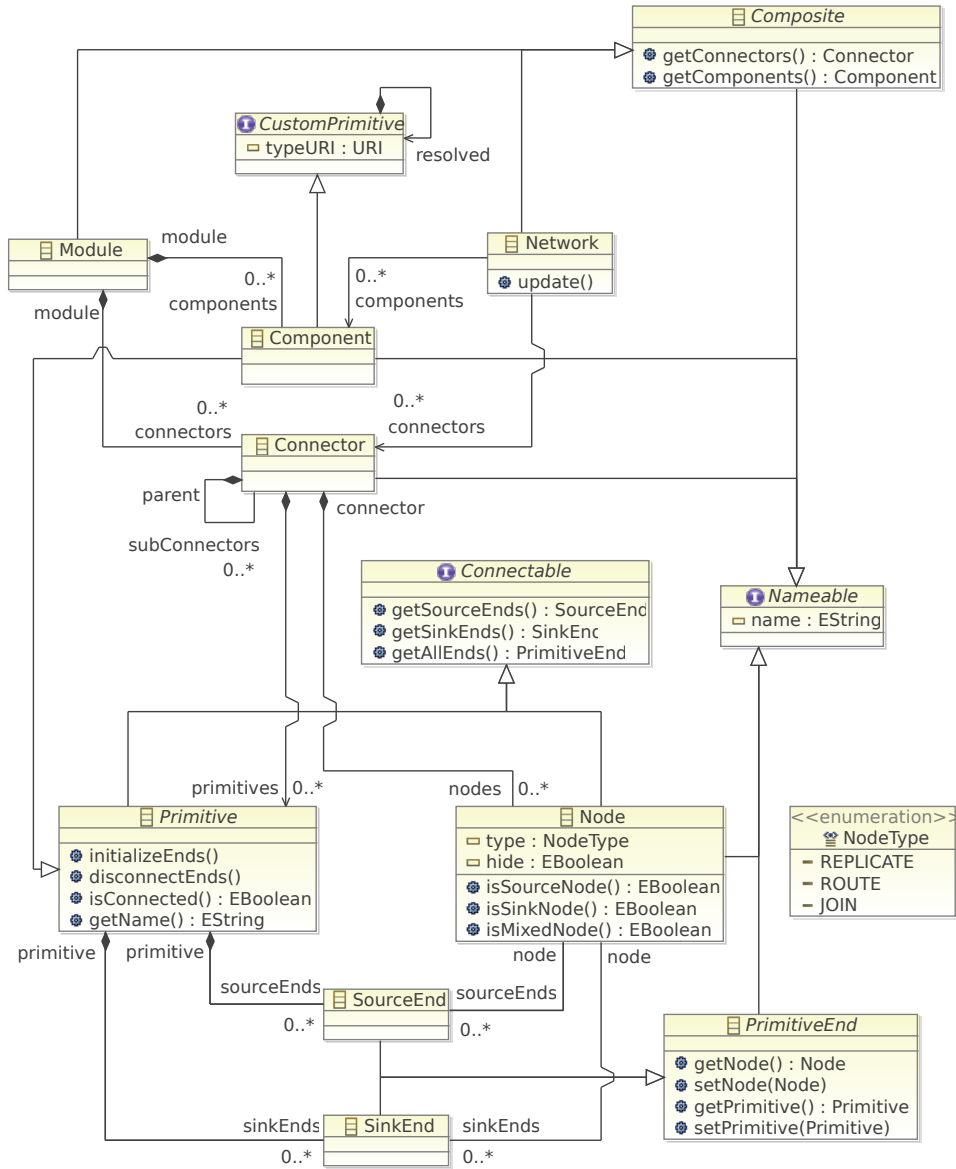 Composite
getConnectors() : Connector
getComponents() : Component
CustomPrimitive
typeURI : URI
resolved
Module
module
0..*
components
module
Network
update()
0..*
components
Component
0..*
connectors
0..*
connectors
Connector
parent
subConnectors
0..*
connector
Connectable
getSourceEnds() : SourceEnd
getSinkEnds() : SinkEnd
getAllEnds() : PrimitiveEnd
Nameable
name : EString
primitives 0..*
nodes 0..*
Primitive
initializeEnds()
disconnectEnds()
isConnected() : EBoolean
getName() : EString
primitive
primitive
Node
type : NodeType
hide : EBoolean
isSourceNode() : EBoolean
isSinkNode() : EBoolean
isMixedNode() : EBoolean
node
node
<<enumeration>>
NodeType
REPLICATE
ROUTE
JOIN
sourceEnds
0..*
SourceEnd
sourceEnds
0..*
PrimitiveEnd
getNode() : Node
setNode(Node)
getPrimitive() : Primitive
setPrimitive(Primitive)
sinkEnds
0..*
SinkEnd
sinkEnds
0..*